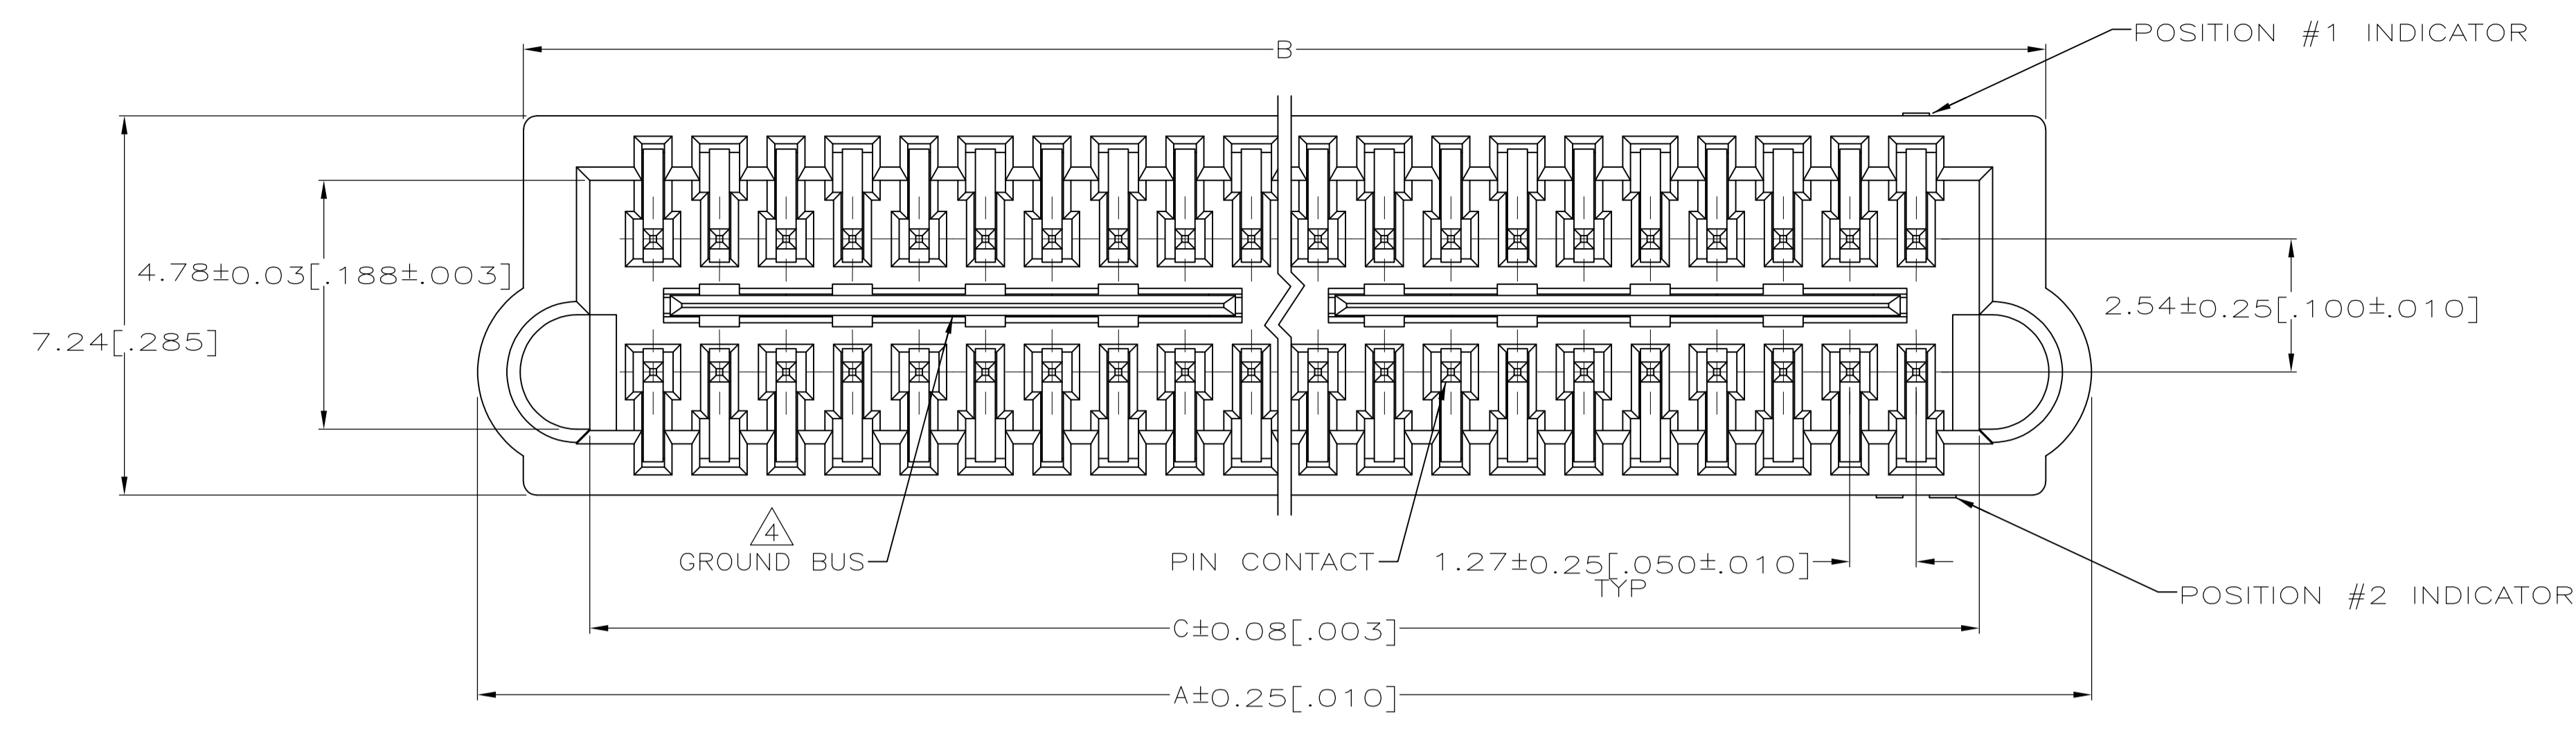 POSITION #1 INDICATOR
B
4.78±0.03[.188±.003]
2.54±0.25[.100±.010]
7.24[.285]
4
GROUND BUS
PIN CONTACT
1.27±0.25[.050±.010]
TYP
POSITION #2 INDICATOR
C±0.08[.003]
A±0.25[.010]